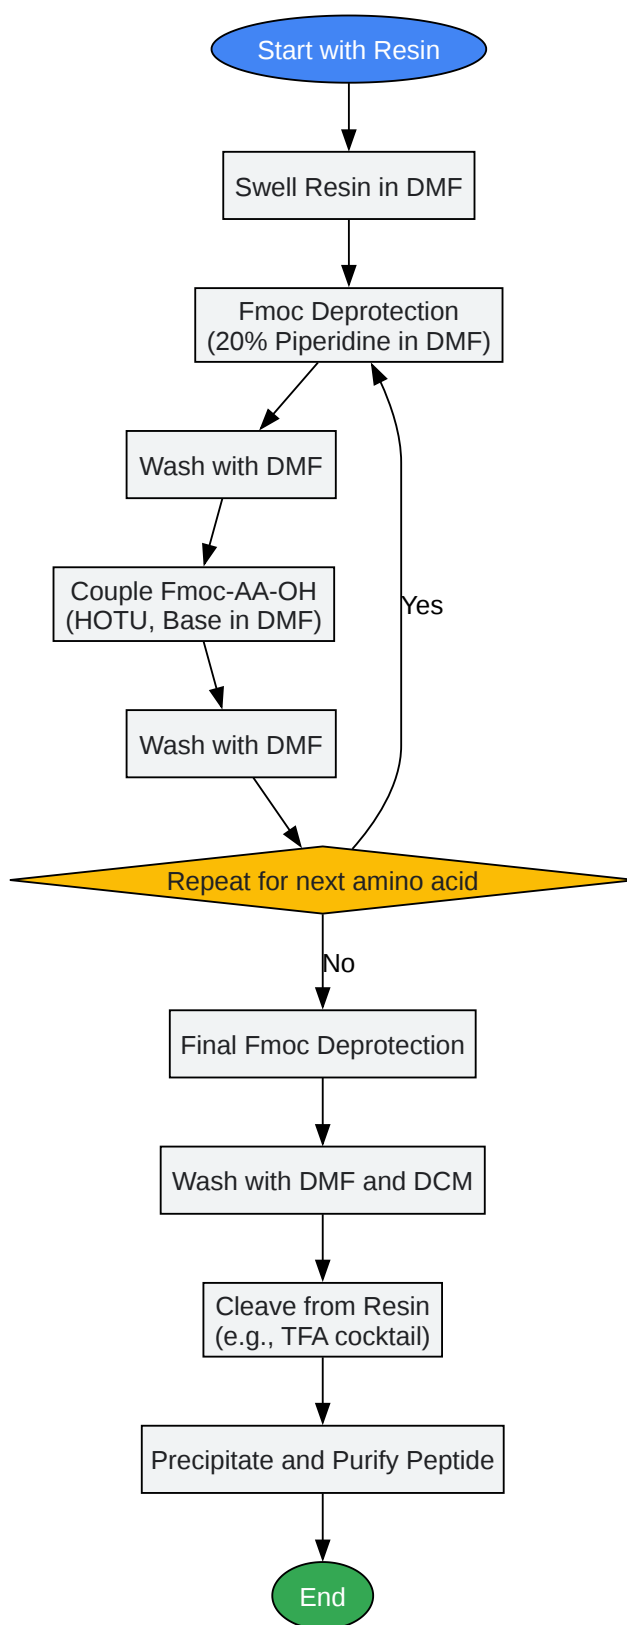 Start with Resin
Swell Resin in DMF
Fmoc Deprotection
(20% Piperidine in DMF)
Wash with DMF
Couple Fmoc-AA-OH
(HOTU, Base in DMF)
Yes
Wash with DMF
Repeat for next amino acid
No
Final Fmoc Deprotection
Wash with DMF and DCM
Cleave from Resin
(e.g., TFA cocktail)
Precipitate and Purify Peptide
End